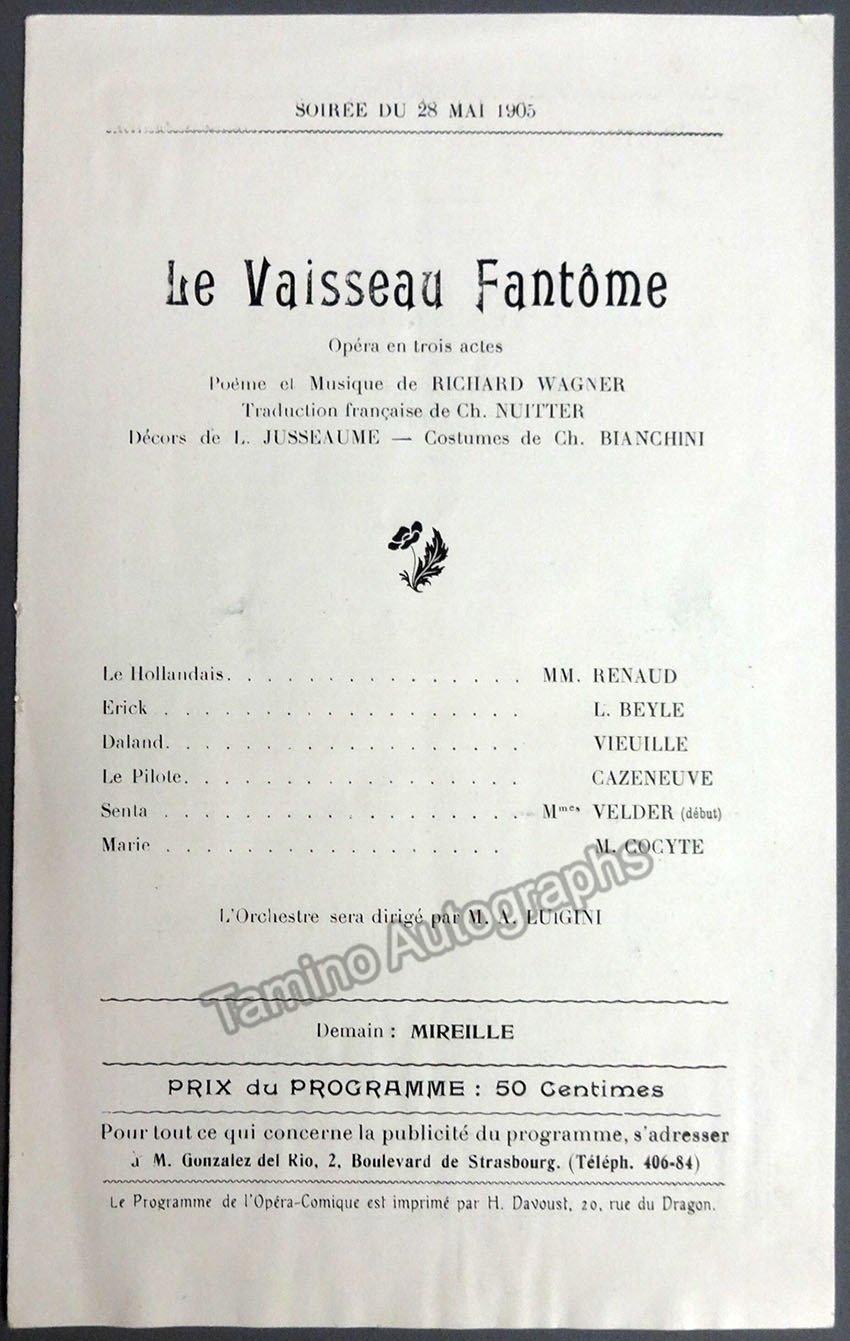 SOIRÉE DU 28 MAI 1905
Le Vaisseau Fantôme
Opéra en trois actes
Poème et Musique de RICHARD WAGNER
Traduction française de Ch. NUITTER
Décors de L. JUSSEAUME — Costumes de Ch. BIANCHINI
Le Hollandais. . . . . . . . . . . . . . . MM. RENAUD
Erick . . . . . . . . . . . . . . . . . . L. BEYLE
Daland. . . . . . . . . . . . . . . . . . VIEUILLE
Le Pilote. . . . . . . . . . . . . . . . . CAZENEUVE
Senta . . . . . . . . . . . . . . . . . . Mmes VELDER (début)
Marie . . . . . . . . . . . . . . . . . M. COCYTE
L'Orchestre sera dirigé par M. A. LUIGINI
Tamino Autographs
Demain : MIREILLE
PRIX du PROGRAMME : 50 Centimes
Pour tout ce qui concerne la publicité du programme, s'adresser
à M. Gonzalez del Rio, 2, Boulevard de Strasbourg. (Téléph. 406-84)
Le Programme de l'Opéra-Comique est imprimé par H. Davoust, 20, rue du Dragon.